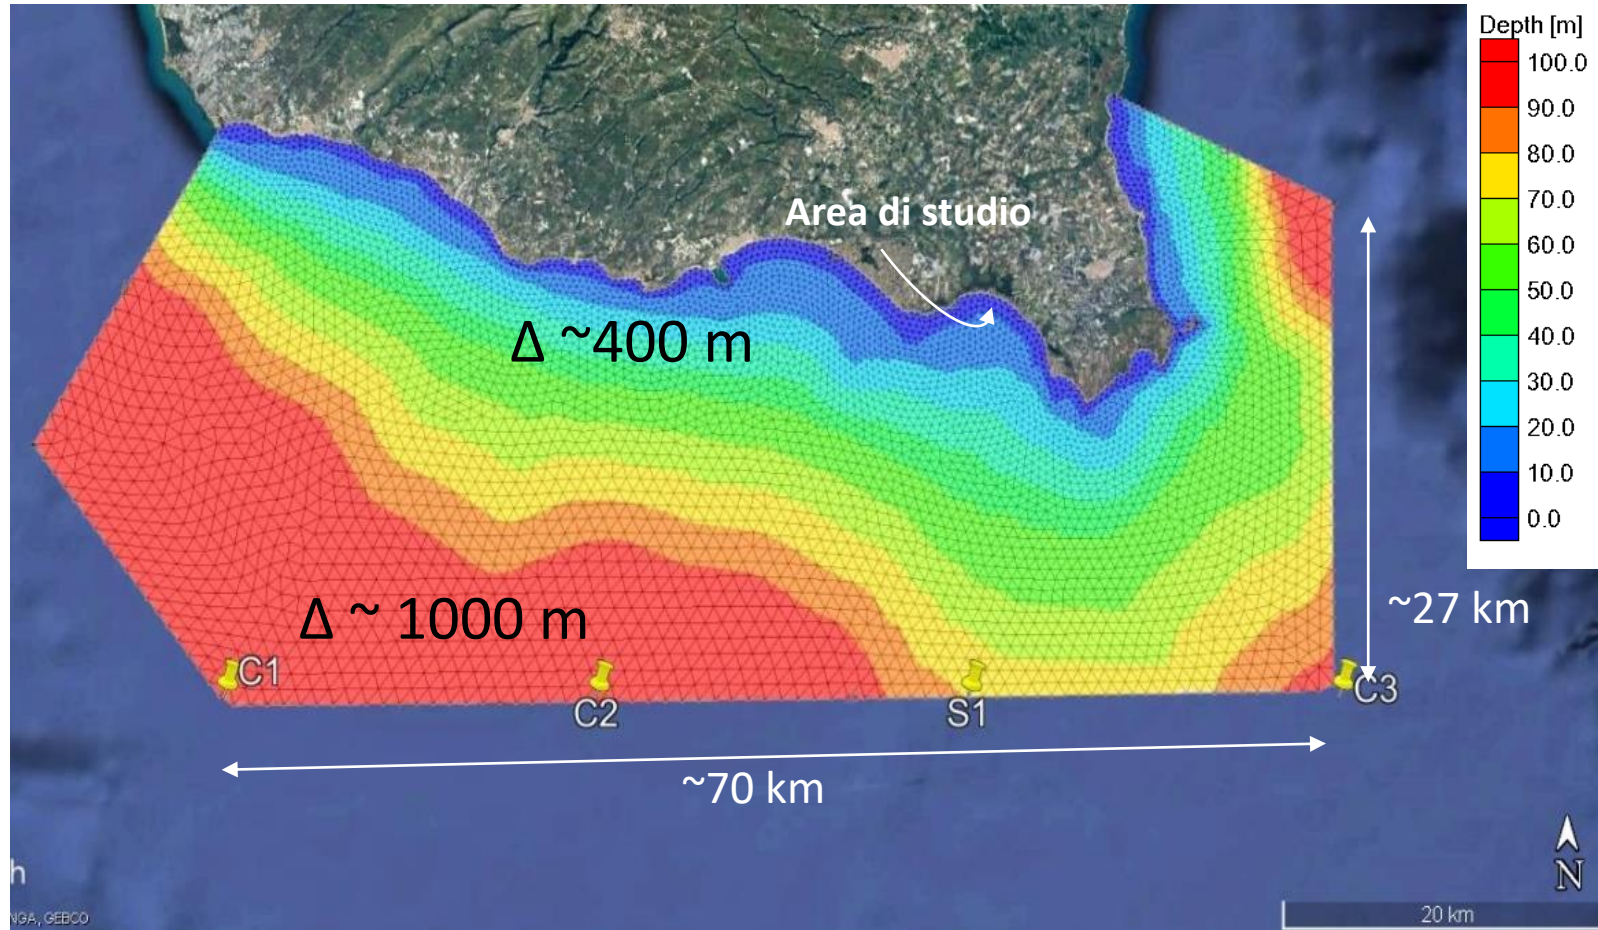 Depth [m]
100.0
90.0
80.0
70.0
60.0
50.0
40.0
30.0
20.0
10.0
0.0
Area di studio
Δ ~400 m
Δ ~ 1000 m
~27 km
C1
C2
S1
C3
~70 km
h
N
20 km
NGA, GEBCO